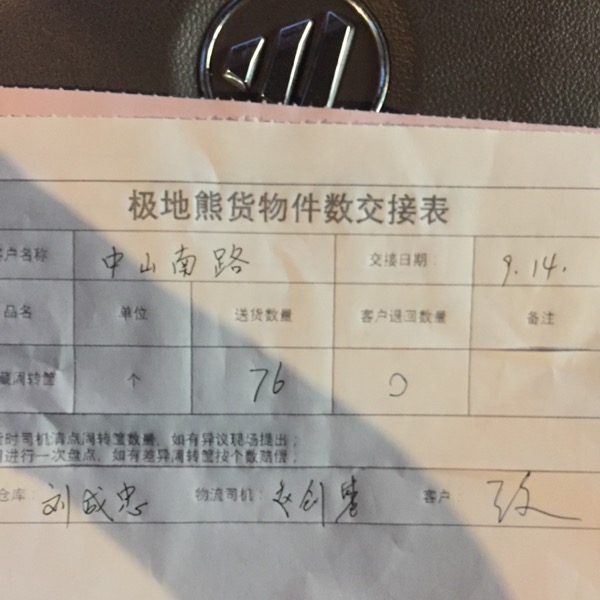 极地熊货物件数交接表
户名称 中山南路 交接日期: 9.14.
品名 单位 送货数量 客户退回数量 备注
藏周转筐 个 76 0
时司机清点周转筐数量，如有异议现场提出；
进行一次盘点，如有差异周转筐按个数赔偿；
仓库: 刘成忠 物流司机: 赵创 客户: